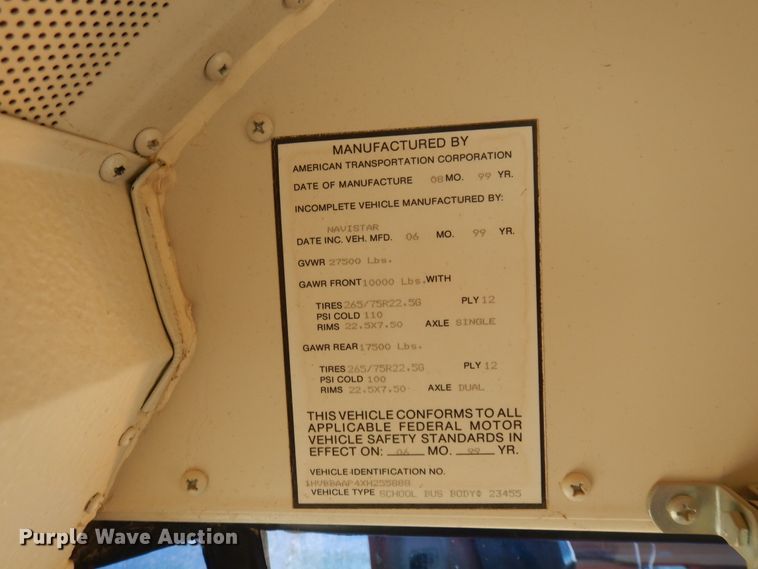 MANUFACTURED BY
AMERICAN TRANSPORTATION CORPORATION
DATE OF MANUFACTURE 08 MO. 99 YR.
INCOMPLETE VEHICLE MANUFACTURED BY:
NAVISTAR
DATE INC. VEH. MFD. 06 MO. 99 YR.
GVWR 27500 Lbs.
GAWR FRONT 10000 Lbs. WITH
TIRES 265/75R22.5G PLY 12
PSI COLD 110
RIMS 22.5X7.50 AXLE SINGLE
GAWR REAR 17500 Lbs.
TIRES 265/75R22.5G PLY 12
PSI COLD 100
RIMS 22.5X7.50 AXLE DUAL
THIS VEHICLE CONFORMS TO ALL
APPLICABLE FEDERAL MOTOR
VEHICLE SAFETY STANDARDS IN
EFFECT ON: 06 MO. 99 YR.
VEHICLE IDENTIFICATION NO.
1HVBBAAP4XH255888
VEHICLE TYPE SCHOOL BUS BODY# 23455
Purple Wave Auction